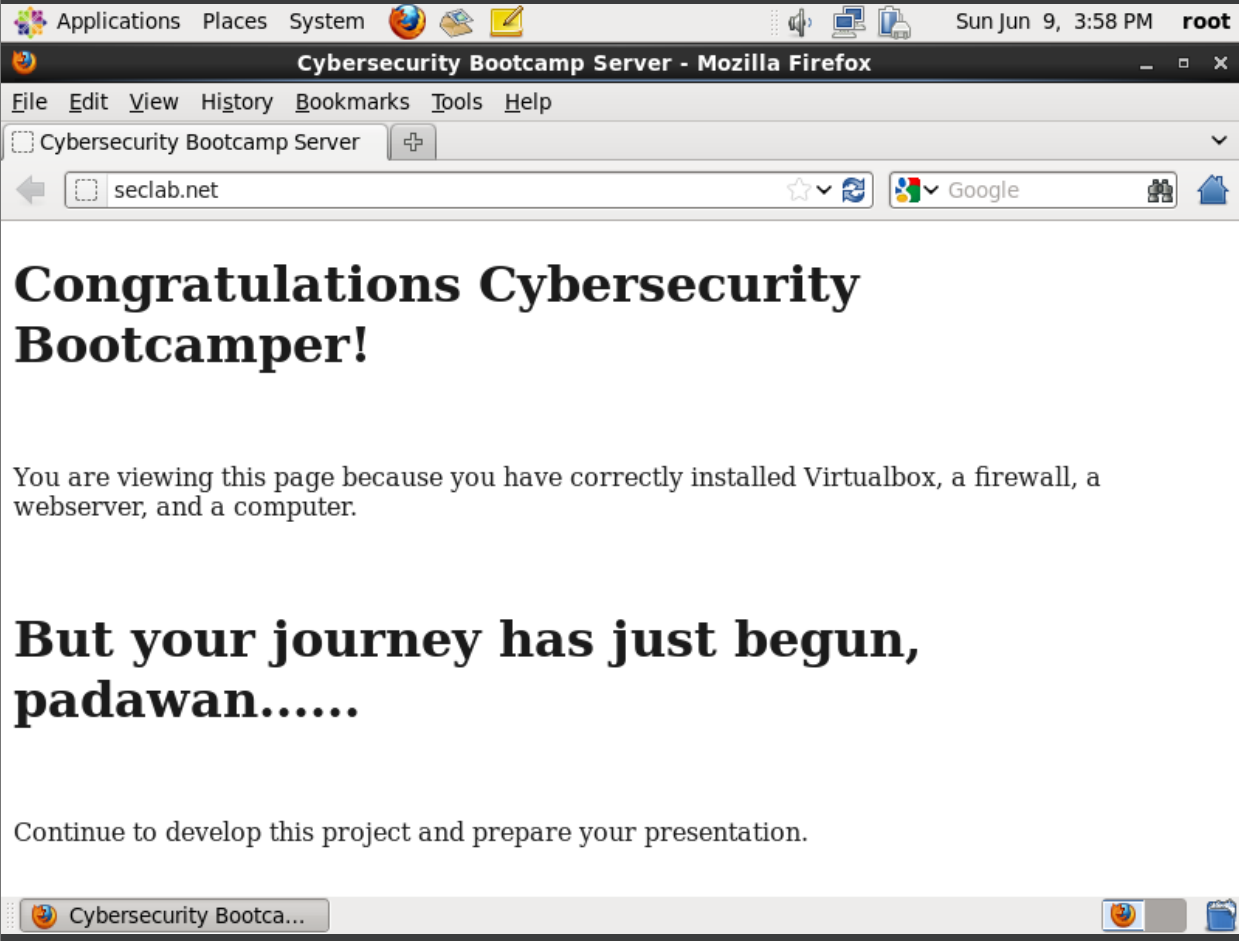 Applications Places System Sun Jun 9, 3:58 PM root
Cybersecurity Bootcamp Server - Mozilla Firefox
File Edit View History Bookmarks Tools Help
Cybersecurity Bootcamp Server
seclab.net Google
Congratulations Cybersecurity
Bootcamper!
You are viewing this page because you have correctly installed Virtualbox, a firewall, a
webserver, and a computer.
But your journey has just begun,
padawan......
Continue to develop this project and prepare your presentation.
Cybersecurity Bootca...